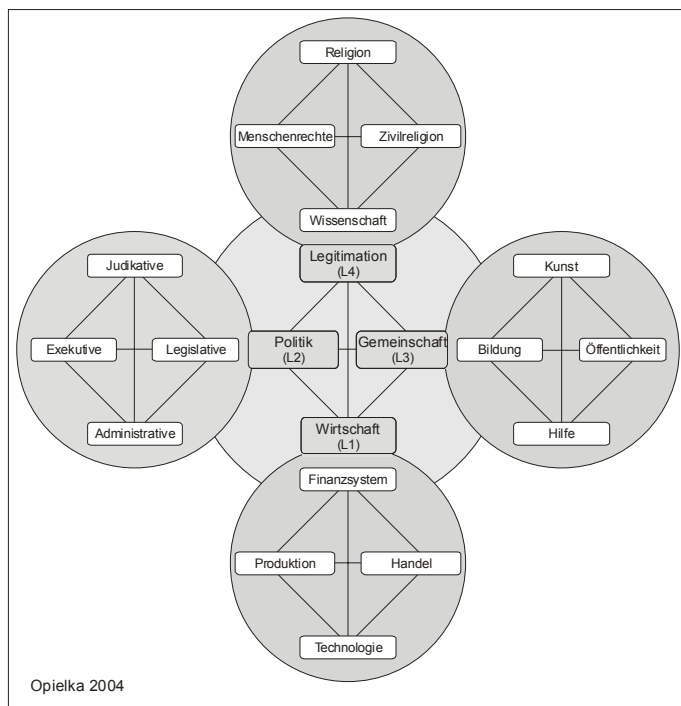 Religion
Menschenrechte
Zivilreligion
Wissenschaft
Legitimation
(L4)
Judikative
Exekutive
Legislative
Administrative
Politik
(L2)
Gemeinschaft
(L3)
Kunst
Bildung
Öffentlichkeit
Hilfe
Wirtschaft
(L1)
Finanzsystem
Produktion
Handel
Technologie
Opielka 2004